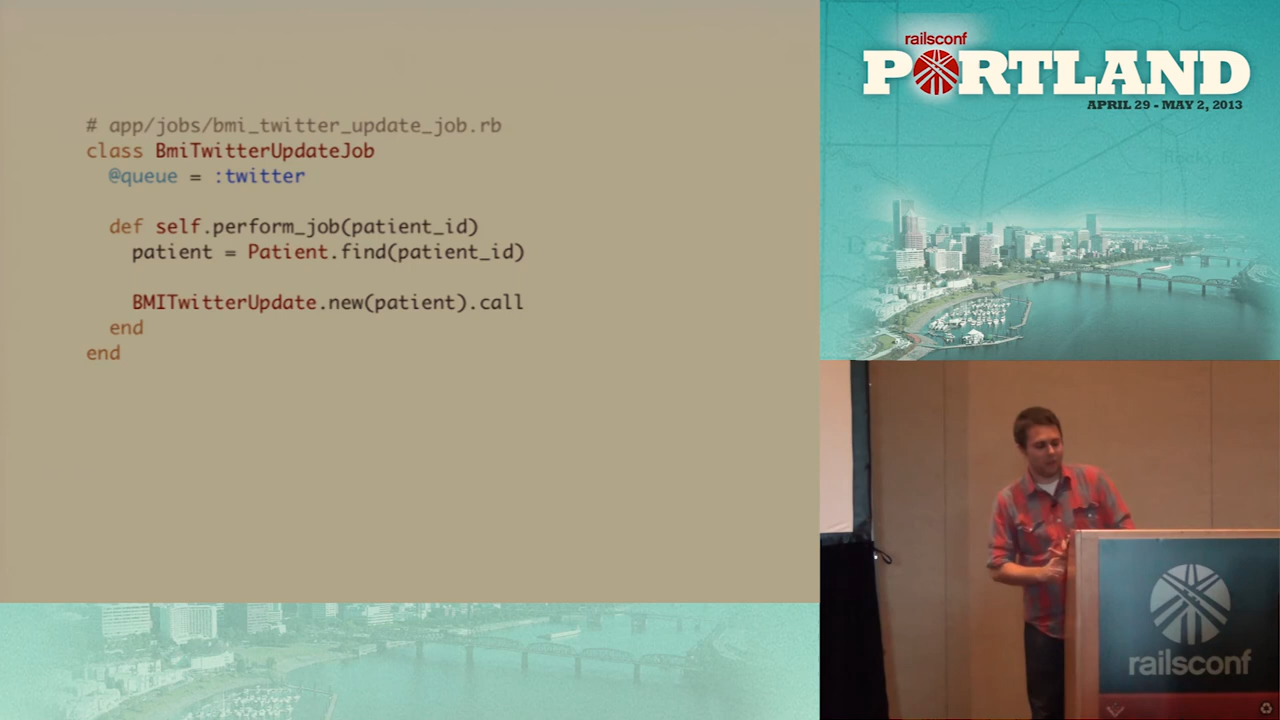 # app/jobs/bmi_twitter_update_job.rb
class BmiTwitterUpdateJob
@queue = :twitter
def self.perform_job(patient_id)
patient = Patient.find(patient_id)
BMITwitterUpdate.new(patient).call
end
end
railsconf
PORTLAND
APRIL 29 - MAY 2, 2013
railsconf